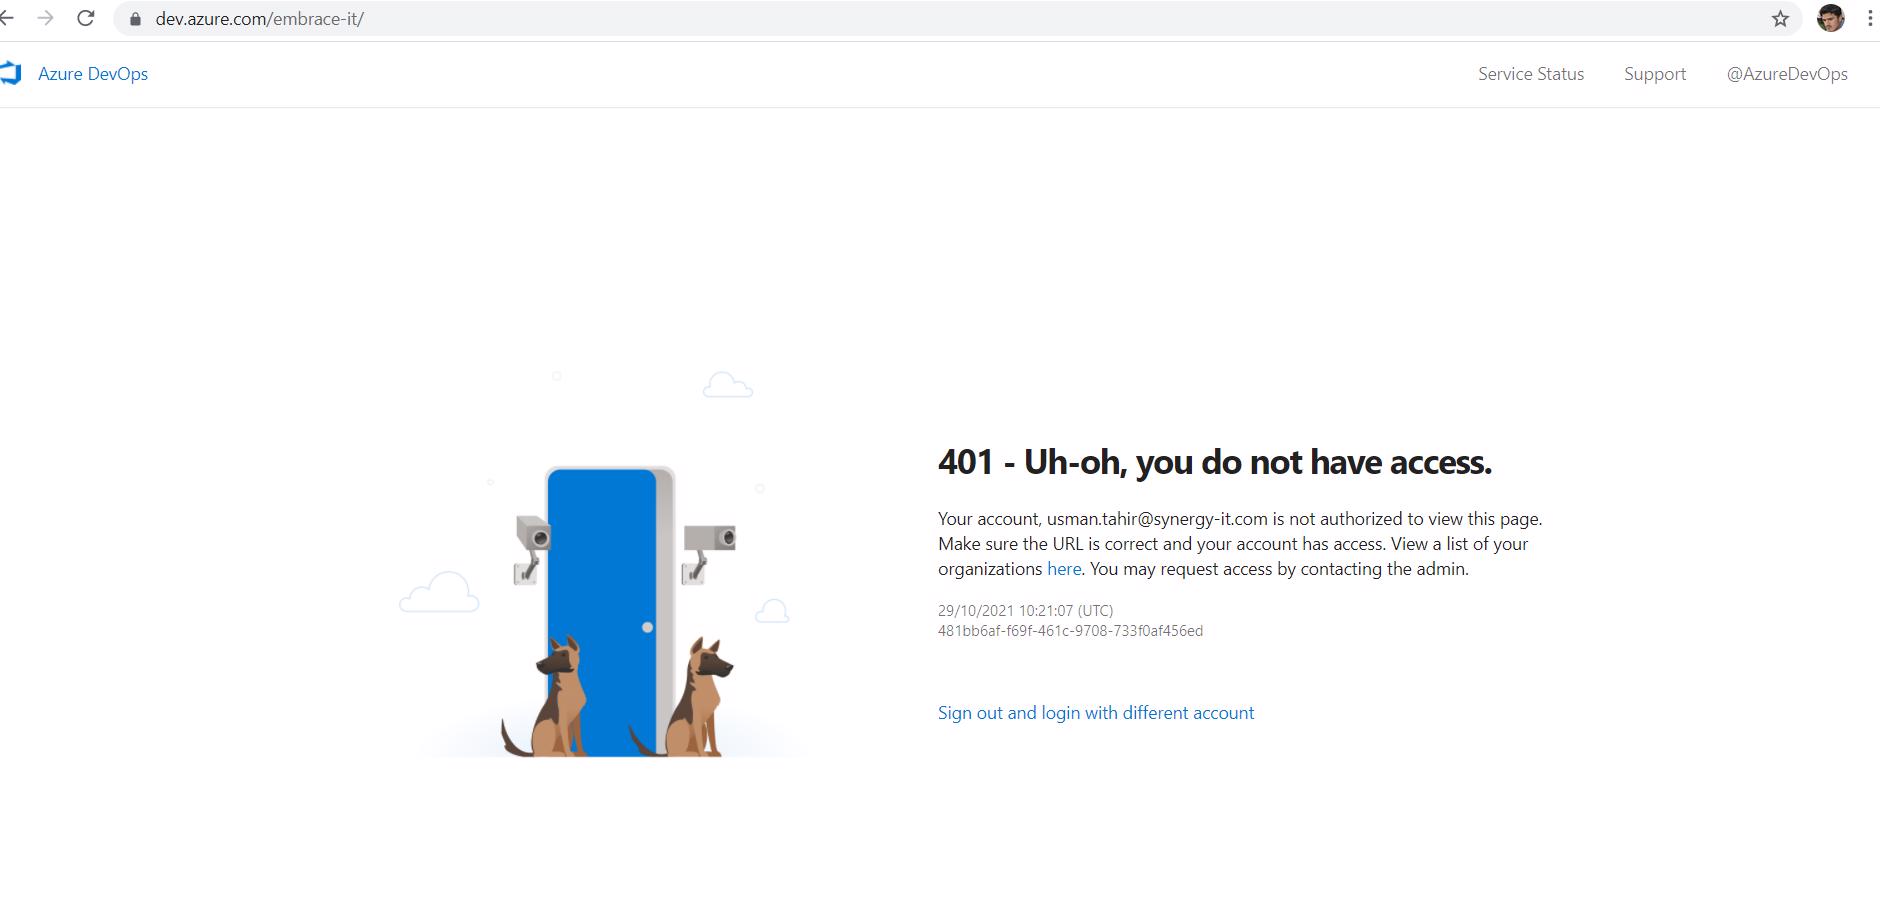 dev.azure.com/embrace-it/
Azure DevOps
Service Status
Support
@AzureDevOps
401 - Uh-oh, you do not have access.
Your account, usman.tahir@synergy-it.com is not authorized to view this page.
Make sure the URL is correct and your account has access. View a list of your
organizations here. You may request access by contacting the admin.
29/10/2021 10:21:07 (UTC)
481bb6af-f69f-461c-9708-733f0af456ed
Sign out and login with different account